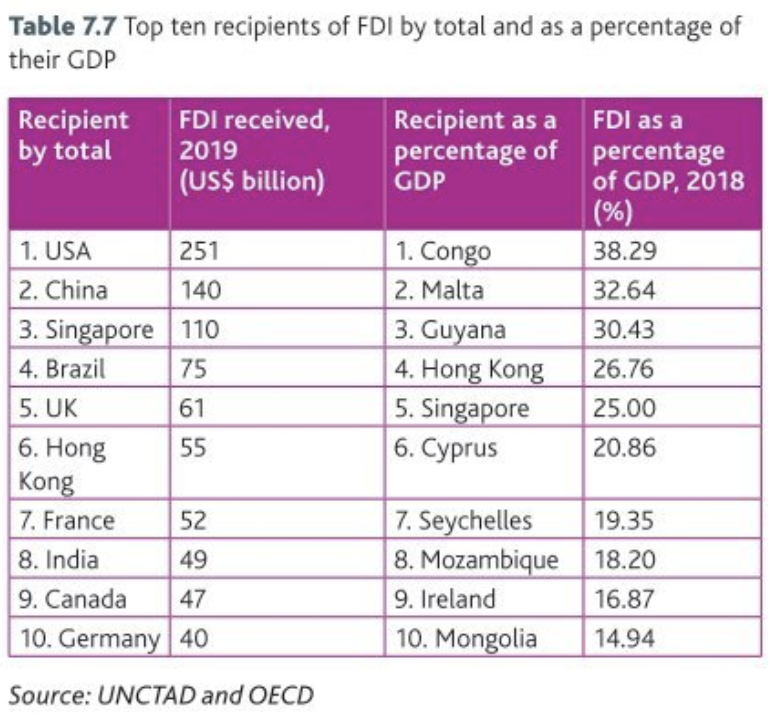 Table 7.7 Top ten recipients of FDI by total and as a percentage of
their GDP
Recipient by total | FDI received, 2019 (US$ billion) | Recipient as a percentage of GDP | FDI as a percentage of GDP, 2018 (%)
1. USA | 251 | 1. Congo | 38.29
2. China | 140 | 2. Malta | 32.64
3. Singapore | 110 | 3. Guyana | 30.43
4. Brazil | 75 | 4. Hong Kong | 26.76
5. UK | 61 | 5. Singapore | 25.00
6. Hong Kong | 55 | 6. Cyprus | 20.86
7. France | 52 | 7. Seychelles | 19.35
8. India | 49 | 8. Mozambique | 18.20
9. Canada | 47 | 9. Ireland | 16.87
10. Germany | 40 | 10. Mongolia | 14.94
Source: UNCTAD and OECD